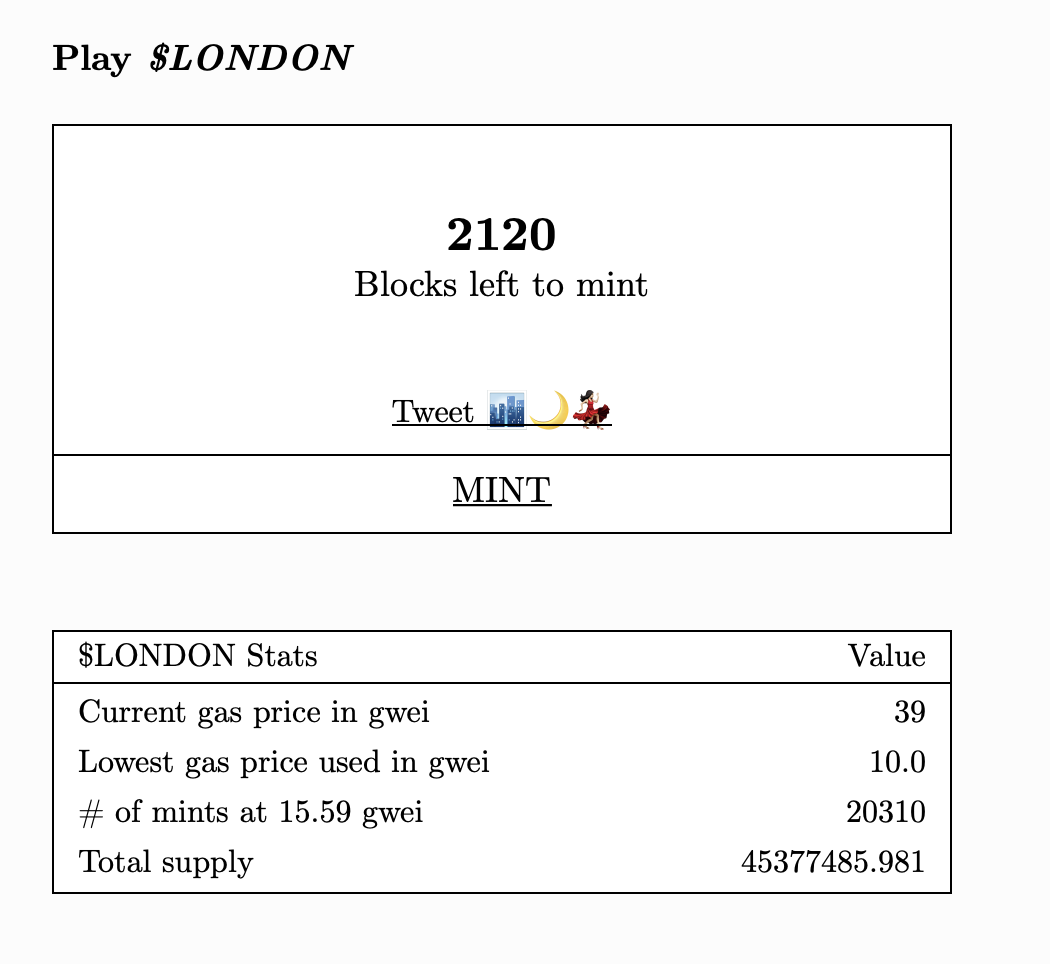 Play $LONDON
2120
Blocks left to mint
Tweet 🏙️🌙💃🏻
MINT
$LONDON Stats Value
Current gas price in gwei 39
Lowest gas price used in gwei 10.0
# of mints at 15.59 gwei 20310
Total supply 45377485.981